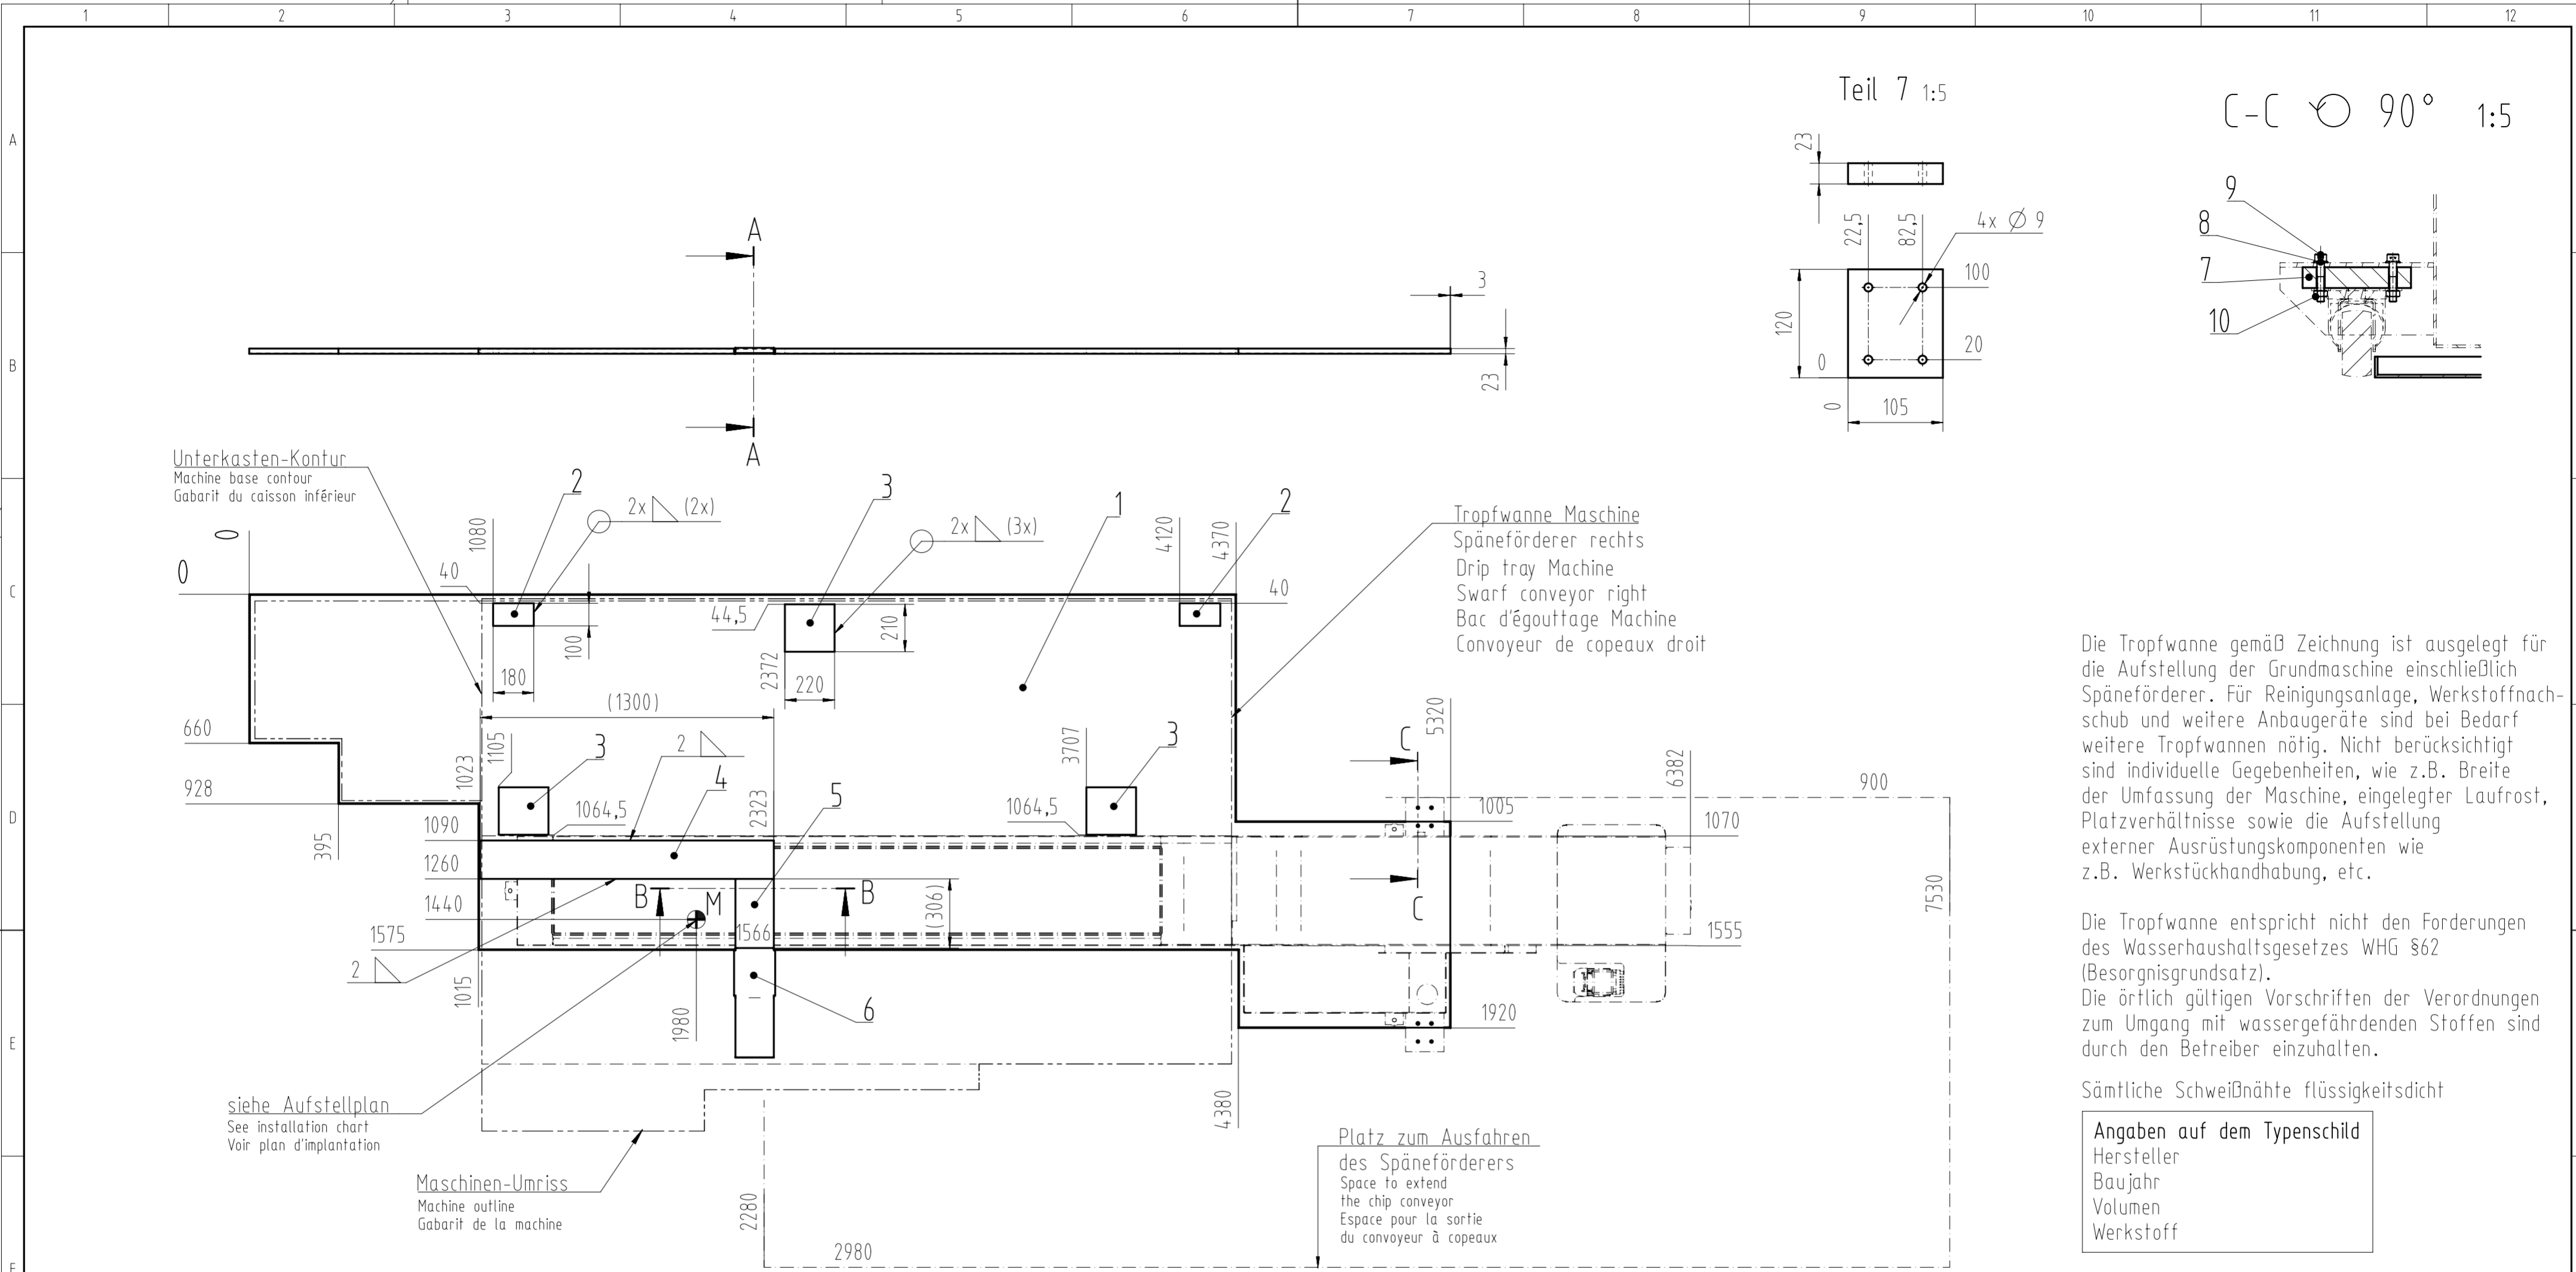 1 2 3 4 5 6 7 8 9 10 11 12
A
B
C
D
E
F
A
A
3
23
Teil 7 1:5
23
22,5
82,5
4x Ø 9
100
120
20
0
0
105
C-C 90° 1:5
9
8
7
10
Unterkasten-Kontur
Machine base contour
Gabarit du caisson inférieur
0
0
2
2x (2x)
1080
40
100
180
3
2x (3x)
44,5
210
2372
220
1
2
4120
4370
40
Tropfwanne Maschine
Späneförderer rechts
Drip tray Machine
Swarf conveyor right
Bac d'égouttage Machine
Convoyeur de copeaux droit
660
928
395
(1300)
1023
1105
3
2
4
1064,5
2323
5
3707
3
1064,5
C
C
5320
1005
1070
6382
900
7530
1090
1260
1440
1575
B
B
M
1566
(306)
1555
2
1015
1980
6
1920
4380
siehe Aufstellplan
See installation chart
Voir plan d'implantation
Maschinen-Umriss
Machine outline
Gabarit de la machine
2280
2980
Platz zum Ausfahren
des Späneförderers
Space to extend
the chip conveyor
Espace pour la sortie
du convoyeur à copeaux
Die Tropfwanne gemäß Zeichnung ist ausgelegt für
die Aufstellung der Grundmaschine einschließlich
Späneförderer. Für Reinigungsanlage, Werkstoffnach-
schub und weitere Anbaugeräte sind bei Bedarf
weitere Tropfwannen nötig. Nicht berücksichtigt
sind individuelle Gegebenheiten, wie z.B. Breite
der Umfassung der Maschine, eingelegter Laufrost,
Platzverhältnisse sowie die Aufstellung
externer Ausrüstungskomponenten wie
z.B. Werkstückhandhabung, etc.
Die Tropfwanne entspricht nicht den Forderungen
des Wasserhaushaltsgesetzes WHG §62
(Besorgnisgrundsatz).
Die örtlich gültigen Vorschriften der Verordnungen
zum Umgang mit wassergefährdenden Stoffen sind
durch den Betreiber einzuhalten.
Sämtliche Schweißnähte flüssigkeitsdicht
Angaben auf dem Typenschild
Hersteller
Baujahr
Volumen
Werkstoff